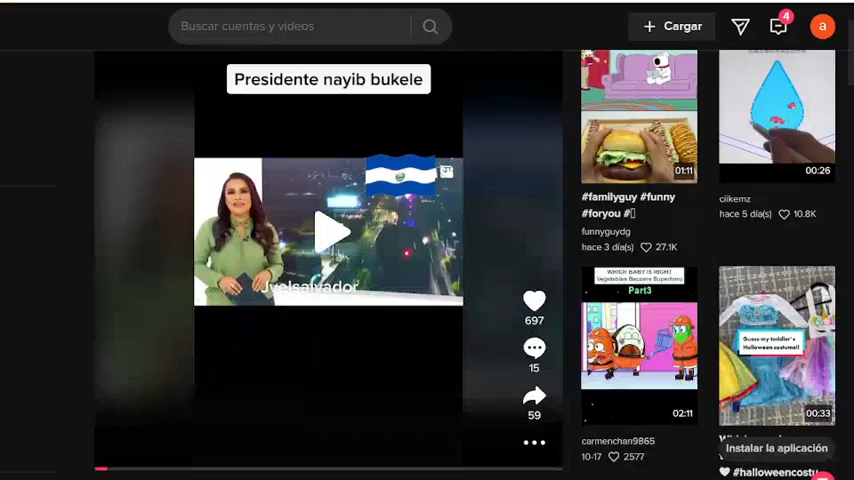 Buscar cuentas y videos
Cargar
4
a
Presidente nayib bukele
Jvelsalvador
697
15
59
01:11
#familyguy #funny
#foryou #
funnyguydg
hace 3 día(s) 27.1K
00:26
ciikemz
hace 5 día(s) 10.8K
WHICH BABY IS RIGHT
Vegetables Become Superhero
Part3
02:11
carmenchan9865
10-17 2577
Guess my toddler's
Halloween costume!!
00:33
Instalar la aplicación
#halloweencostu